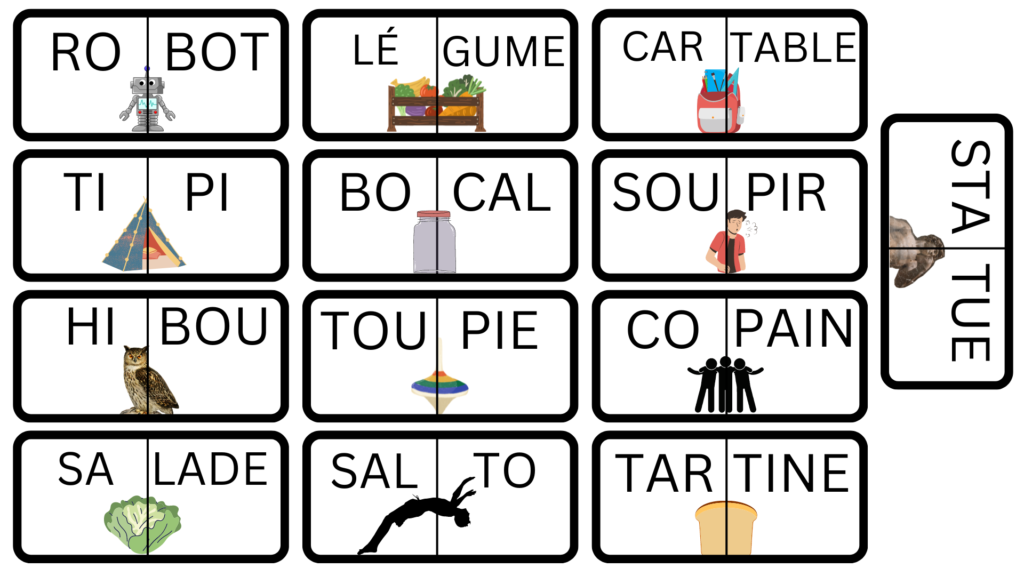 RO BOT
LÉ GUME
CAR TABLE
TI PI
BO CAL
SOU PIR
STA TUE
HI BOU
TOU PIE
CO PAIN
SA LADE
SAL TO
TAR TINE